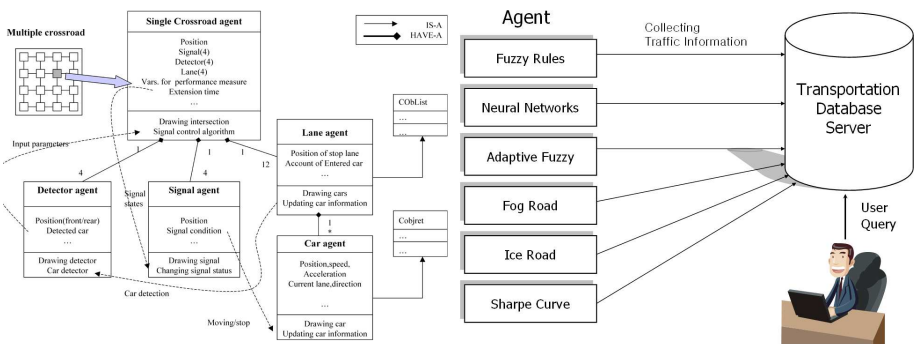 Multiple crossroad
Single Crossroad agent
Position
Signal(4)
Detector(4)
Lane(4)
Vars. for performance measure
Extension time
…
Drawing intersection
Signal control algorithm
IS-A
HAVE-A
Input parameters
1
1
1
4
4
12
Detector agent
Position(front/rear)
Detected car
…
Drawing detector
Car detector
Signal states
Signal agent
Position
Signal condition
…
Drawing signal
Changing signal status
Car detection
Moving/stop
Lane agent
Position of stop lane
Account of Entered car
…
Drawing cars
Updating car information
1
*
Car agent
Position,speed,
Acceleration
Current lane,direction
…
Drawing car
Updating car information
CObList
…
…
Cobjret
…
…
Agent
Fuzzy Rules
Neural Networks
Adaptive Fuzzy
Fog Road
Ice Road
Sharpe Curve
Collecting
Traffic Information
Transportation
Database
Server
User
Query